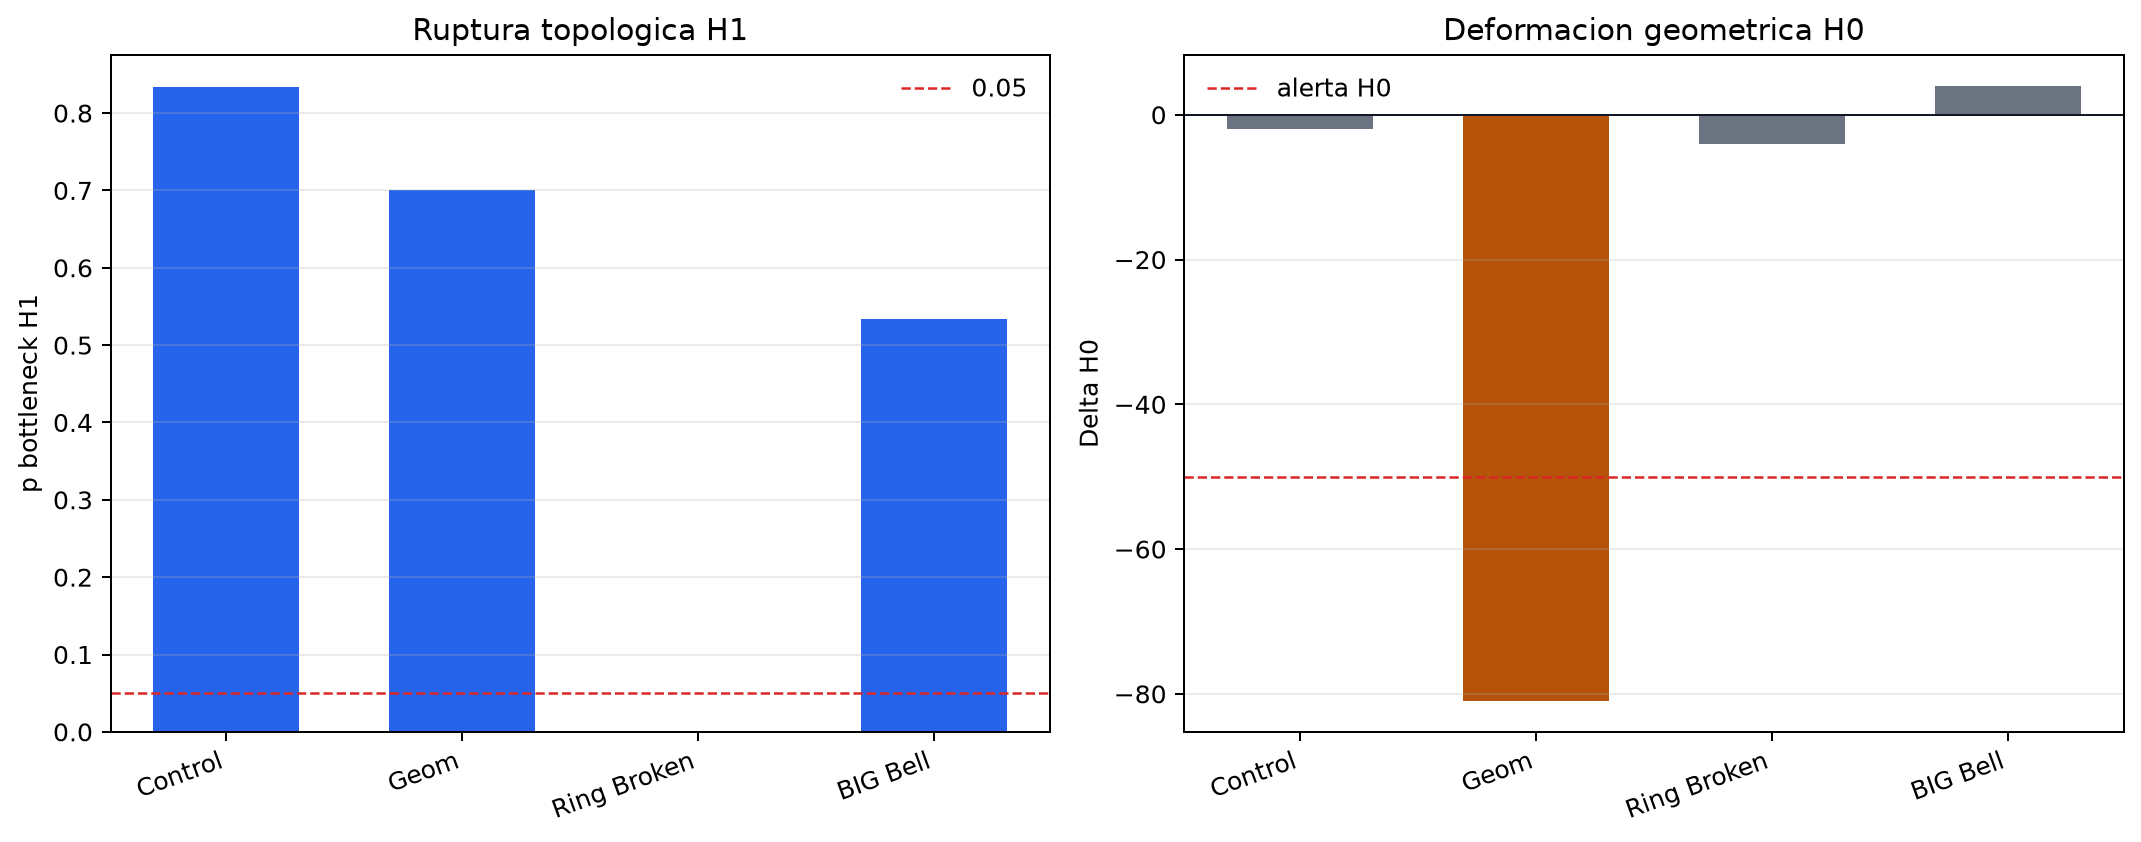 Ruptura topologica H1
0.05
p bottleneck H1
0.8
0.7
0.6
0.5
0.4
0.3
0.2
0.1
0.0
Control
Geom
Ring Broken
BIG Bell
Deformacion geometrica H0
alerta H0
Delta H0
0
−20
−40
−60
−80
Control
Geom
Ring Broken
BIG Bell